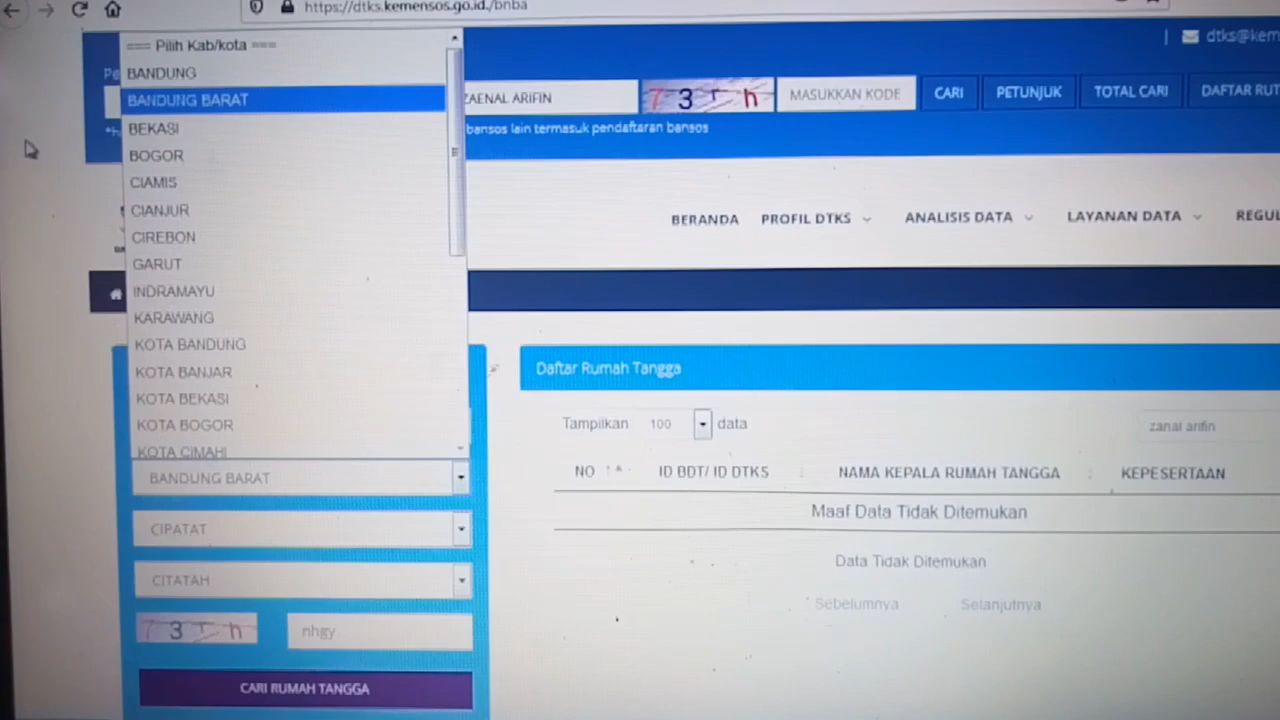 https://dtks.kemensos.go.id./bnba
dtks@kem
=== Pilih Kab/kota ===
BANDUNG
BANDUNG BARAT
BEKASI
BOGOR
CIAMIS
CIANJUR
CIREBON
GARUT
INDRAMAYU
KARAWANG
KOTA BANDUNG
KOTA BANJAR
KOTA BEKASI
KOTA BOGOR
KOTA CIMAHI
Pe
ZAENAL ARIFIN
MASUKKAN KODE
CARI
PETUNJUK
TOTAL CARI
DAFTAR RUT
bansos lain termasuk pendaftaran bansos
BERANDA PROFIL DTKS ANALISIS DATA LAYANAN DATA REGUL
BANDUNG BARAT
CIPATAT
CITATAH
nhgy
CARI RUMAH TANGGA
Daftar Rumah Tangga
Tampilkan 100 data
zanal arifin
NO ID BDT/ ID DTKS NAMA KEPALA RUMAH TANGGA KEPESERTAAN
Maaf Data Tidak Ditemukan
Data Tidak Ditemukan
Sebelumnya Selanjutnya